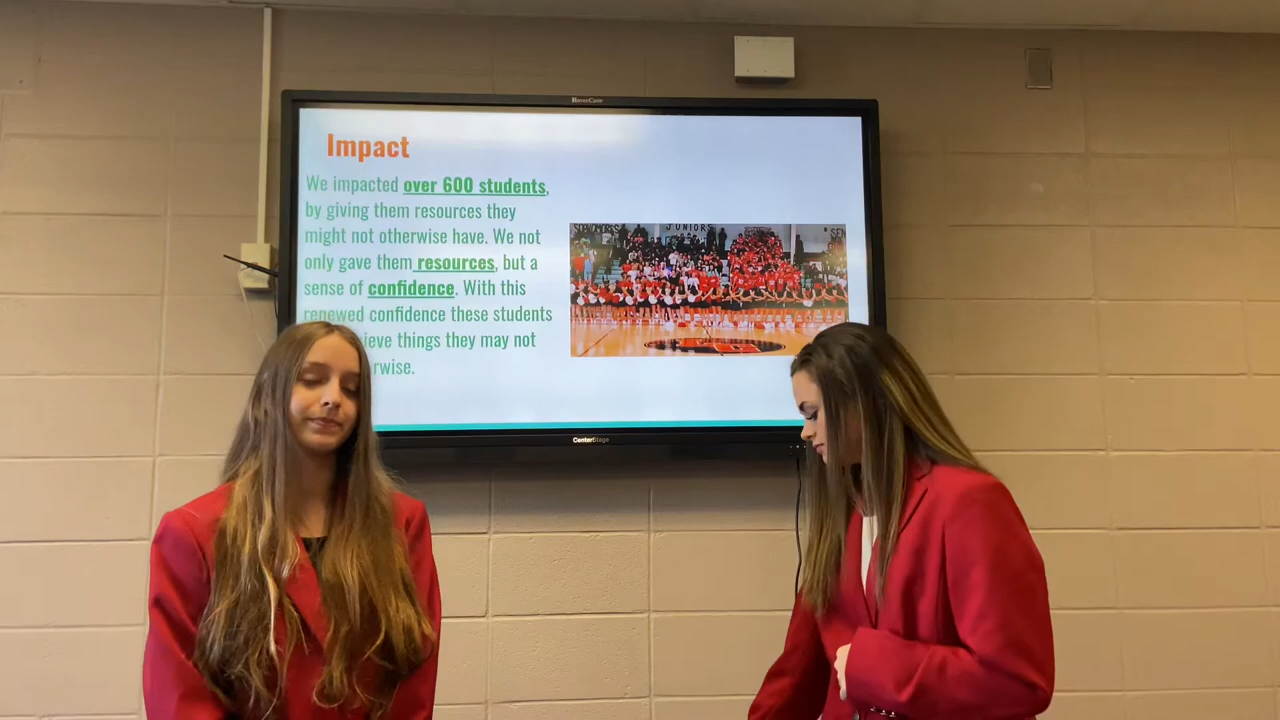 Impact
We impacted over 600 students,
by giving them resources they
might not otherwise have. We not
only gave them resources, but a
sense of confidence. With this
renewed confidence these students
ieve things they may not
rwise.
JUNIORS
SEN
CenterStage